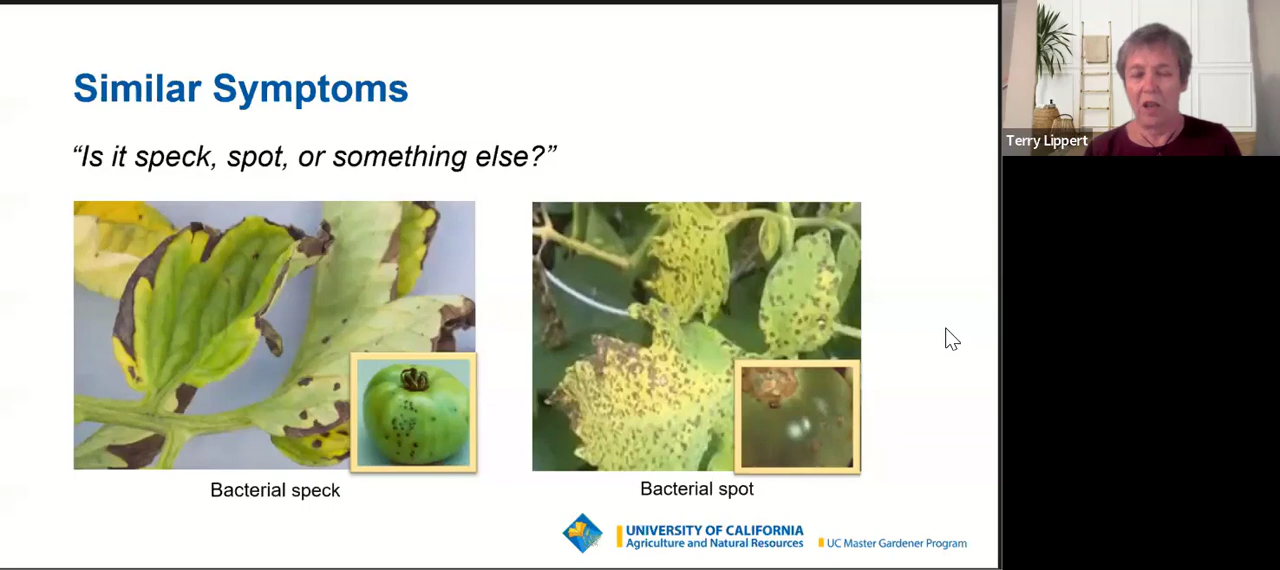 Similar Symptoms
“Is it speck, spot, or something else?”
Bacterial speck
Bacterial spot
UNIVERSITY OF CALIFORNIA
Agriculture and Natural Resources
UC Master Gardener Program
Terry Lippert